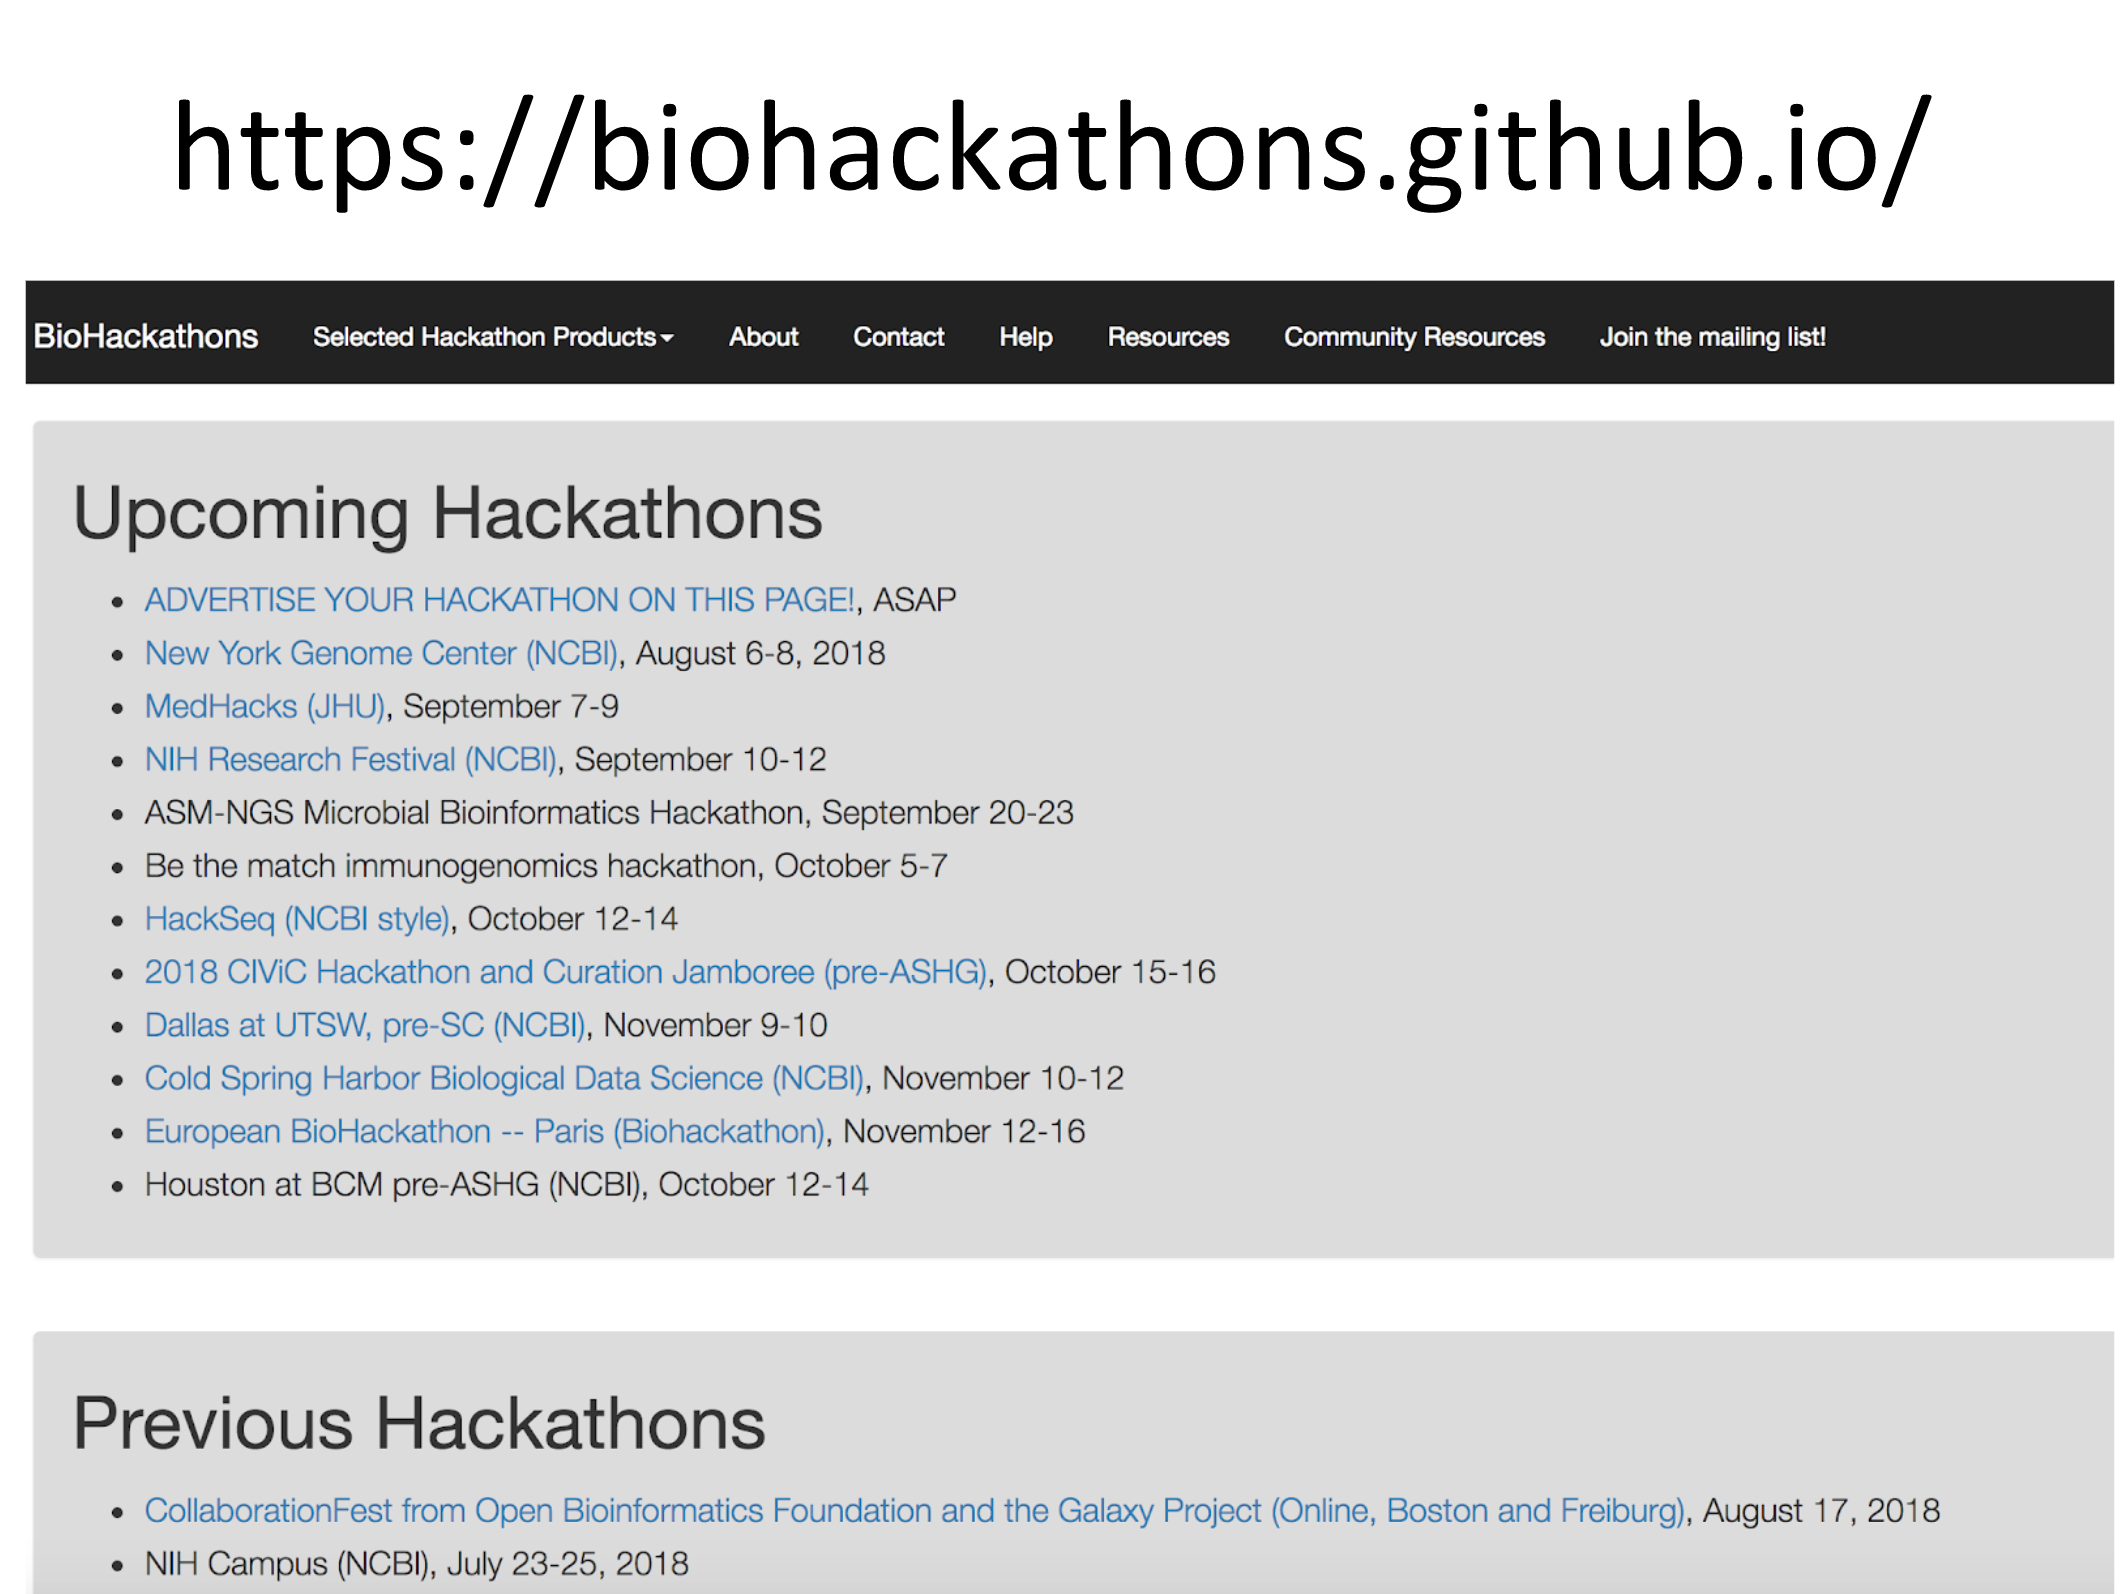 https://biohackathons.github.io/
BioHackathons Selected Hackathon Products About Contact Help Resources Community Resources Join the mailing list!
Upcoming Hackathons
• ADVERTISE YOUR HACKATHON ON THIS PAGE!, ASAP
• New York Genome Center (NCBI), August 6-8, 2018
• MedHacks (JHU), September 7-9
• NIH Research Festival (NCBI), September 10-12
• ASM-NGS Microbial Bioinformatics Hackathon, September 20-23
• Be the match immunogenomics hackathon, October 5-7
• HackSeq (NCBI style), October 12-14
• 2018 CIViC Hackathon and Curation Jamboree (pre-ASHG), October 15-16
• Dallas at UTSW, pre-SC (NCBI), November 9-10
• Cold Spring Harbor Biological Data Science (NCBI), November 10-12
• European BioHackathon -- Paris (Biohackathon), November 12-16
• Houston at BCM pre-ASHG (NCBI), October 12-14
Previous Hackathons
• CollaborationFest from Open Bioinformatics Foundation and the Galaxy Project (Online, Boston and Freiburg), August 17, 2018
• NIH Campus (NCBI), July 23-25, 2018